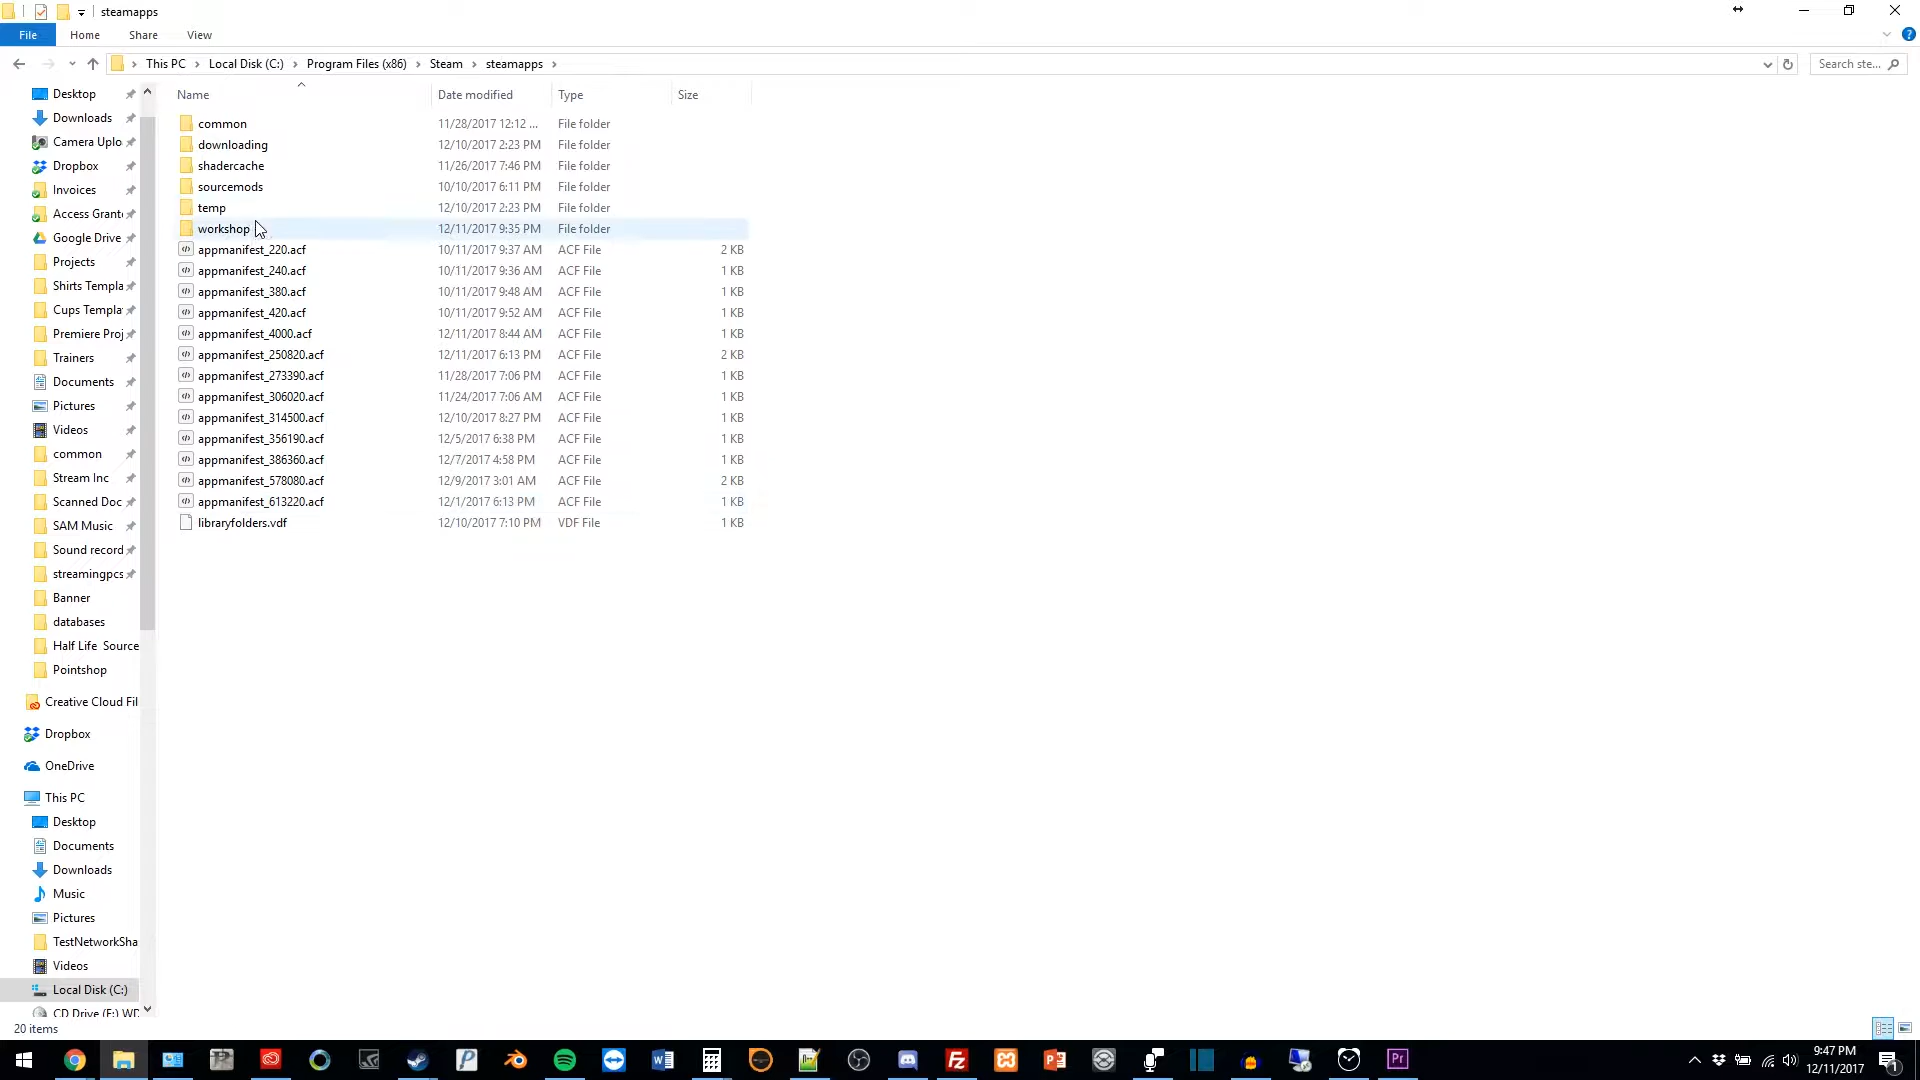 steamapps
File Home Share View
This PC Local Disk (C:) Program Files (x86) Steam steamapps Search ste...
Name Date modified Type Size
common 11/28/2017 12:12 ... File folder
downloading 12/10/2017 2:23 PM File folder
shadercache 11/26/2017 7:46 PM File folder
sourcemods 10/10/2017 6:11 PM File folder
temp 12/10/2017 2:23 PM File folder
workshop 12/11/2017 9:35 PM File folder
appmanifest_220.acf 10/11/2017 9:37 AM ACF File 2 KB
appmanifest_240.acf 10/11/2017 9:36 AM ACF File 1 KB
appmanifest_380.acf 10/11/2017 9:48 AM ACF File 1 KB
appmanifest_420.acf 10/11/2017 9:52 AM ACF File 1 KB
appmanifest_4000.acf 12/11/2017 8:44 AM ACF File 1 KB
appmanifest_250820.acf 12/11/2017 6:13 PM ACF File 2 KB
appmanifest_273390.acf 11/28/2017 7:06 PM ACF File 1 KB
appmanifest_306020.acf 11/24/2017 7:06 AM ACF File 1 KB
appmanifest_314500.acf 12/10/2017 8:27 PM ACF File 1 KB
appmanifest_356190.acf 12/5/2017 6:38 PM ACF File 1 KB
appmanifest_386360.acf 12/7/2017 4:58 PM ACF File 1 KB
appmanifest_578080.acf 12/9/2017 3:01 AM ACF File 2 KB
appmanifest_613220.acf 12/1/2017 6:13 PM ACF File 1 KB
libraryfolders.vdf 12/10/2017 7:10 PM VDF File 1 KB
Desktop
Downloads
Camera Uplo
Dropbox
Invoices
Access Grant
Google Drive
Projects
Shirts Templa
Cups Templa
Premiere Proj
Trainers
Documents
Pictures
Videos
common
Stream Inc
Scanned Doc
SAM Music
Sound record
streamingpcs
Banner
databases
Half Life Source
Pointshop
Creative Cloud Fil
Dropbox
OneDrive
This PC
Desktop
Documents
Downloads
Music
Pictures
TestNetworkSha
Videos
Local Disk (C:)
CD Drive (F:) WD
20 items
9:47 PM
12/11/2017